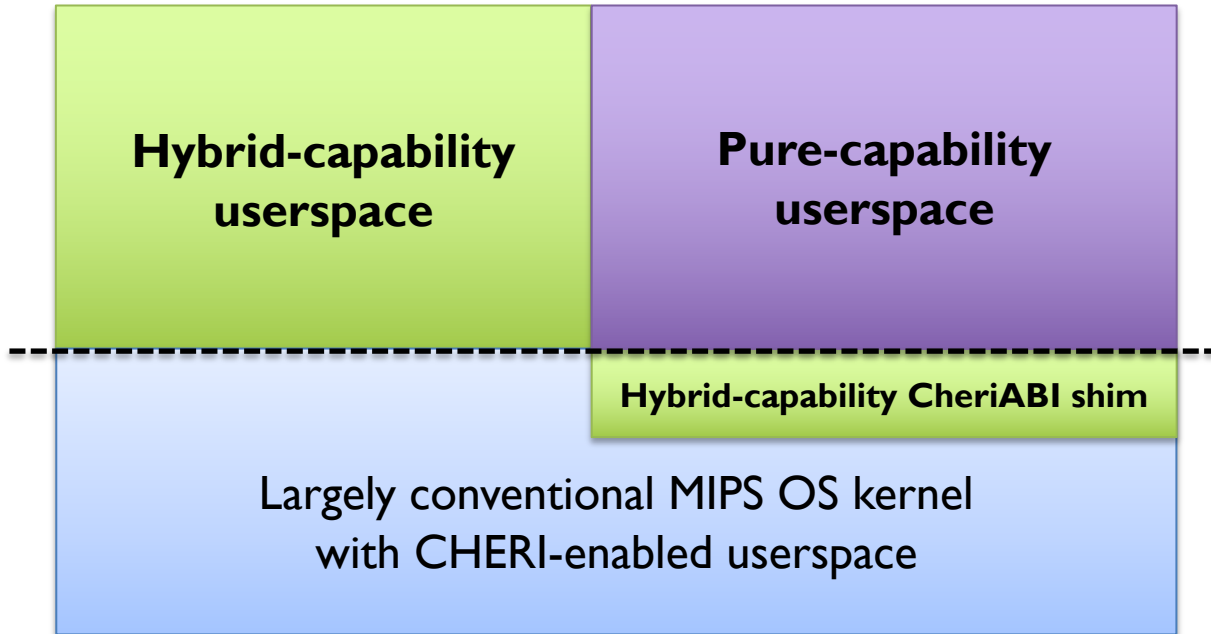 Hybrid-capability
userspace
Pure-capability
userspace
Hybrid-capability CheriABI shim
Largely conventional MIPS OS kernel
with CHERI-enabled userspace